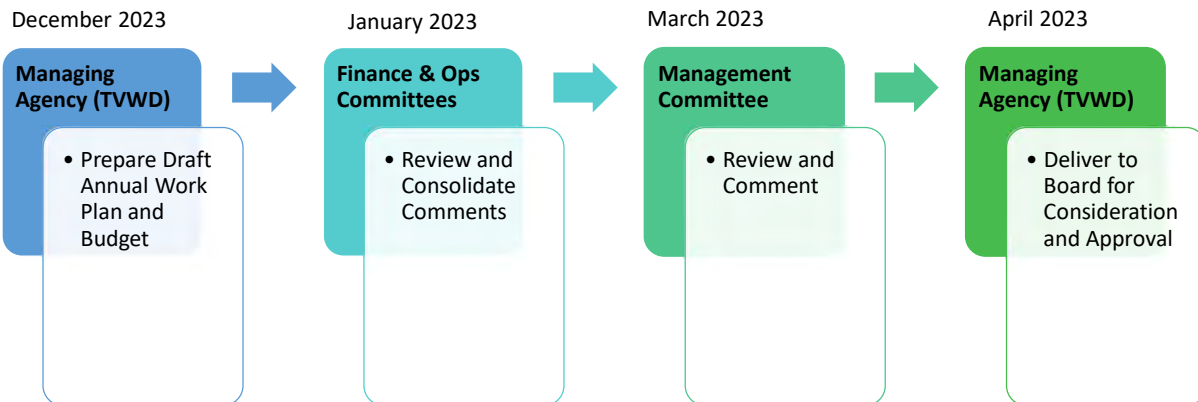 December 2023
Managing
Agency (TVWD)
• Prepare Draft
Annual Work
Plan and
Budget
January 2023
Finance & Ops
Committees
• Review and
Consolidate
Comments
March 2023
Management
Committee
• Review and
Comment
April 2023
Managing
Agency (TVWD)
• Deliver to
Board for
Consideration
and Approval